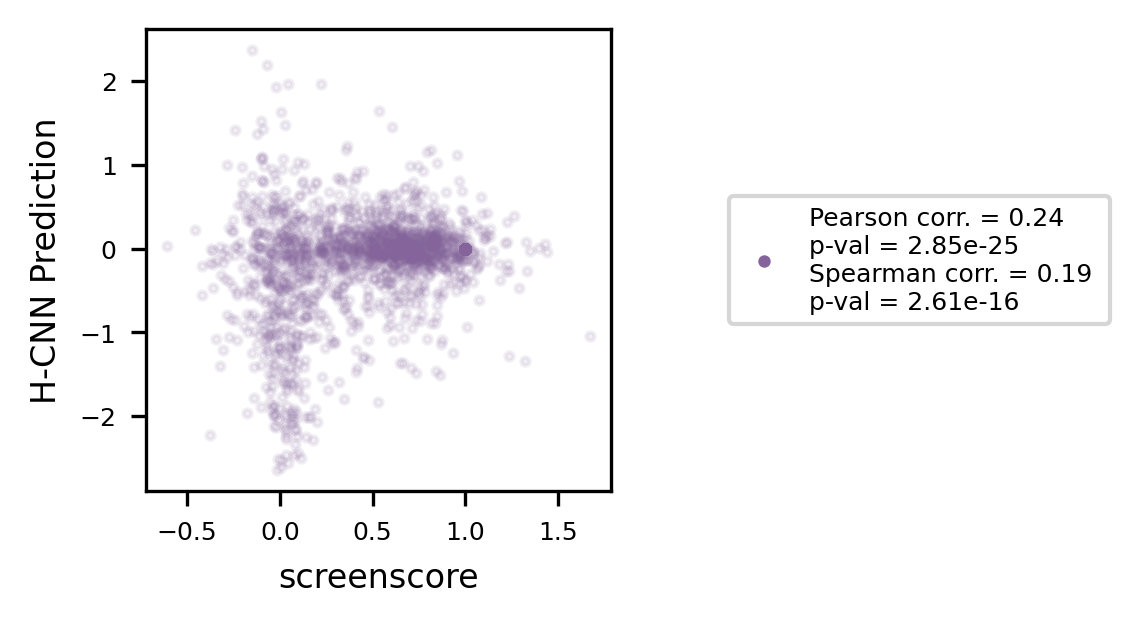 H-CNN Prediction
2
1
0
−1
−2
−0.5 0.0 0.5 1.0 1.5
screenscore
Pearson corr. = 0.24
p-val = 2.85e-25
Spearman corr. = 0.19
p-val = 2.61e-16